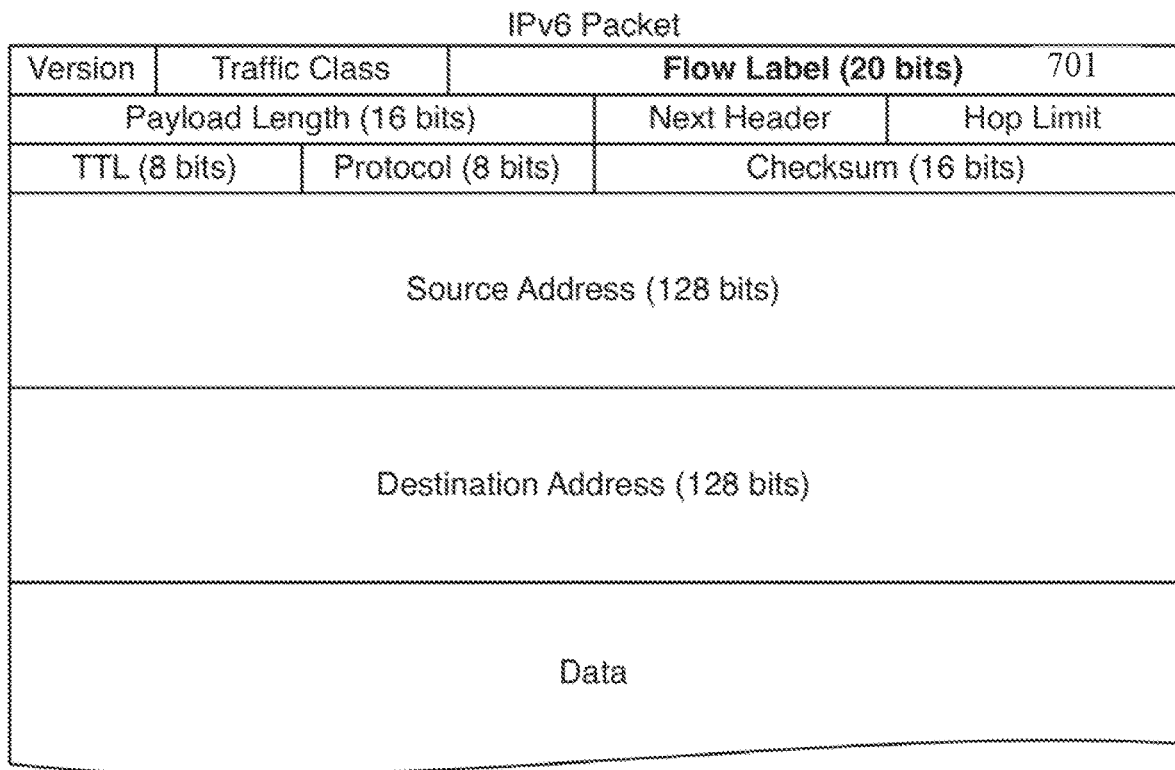 IPv6 Packet
Version Traffic Class Flow Label (20 bits) 701
Payload Length (16 bits) Next Header Hop Limit
TTL (8 bits) Protocol (8 bits) Checksum (16 bits)
Source Address (128 bits)
Destination Address (128 bits)
Data